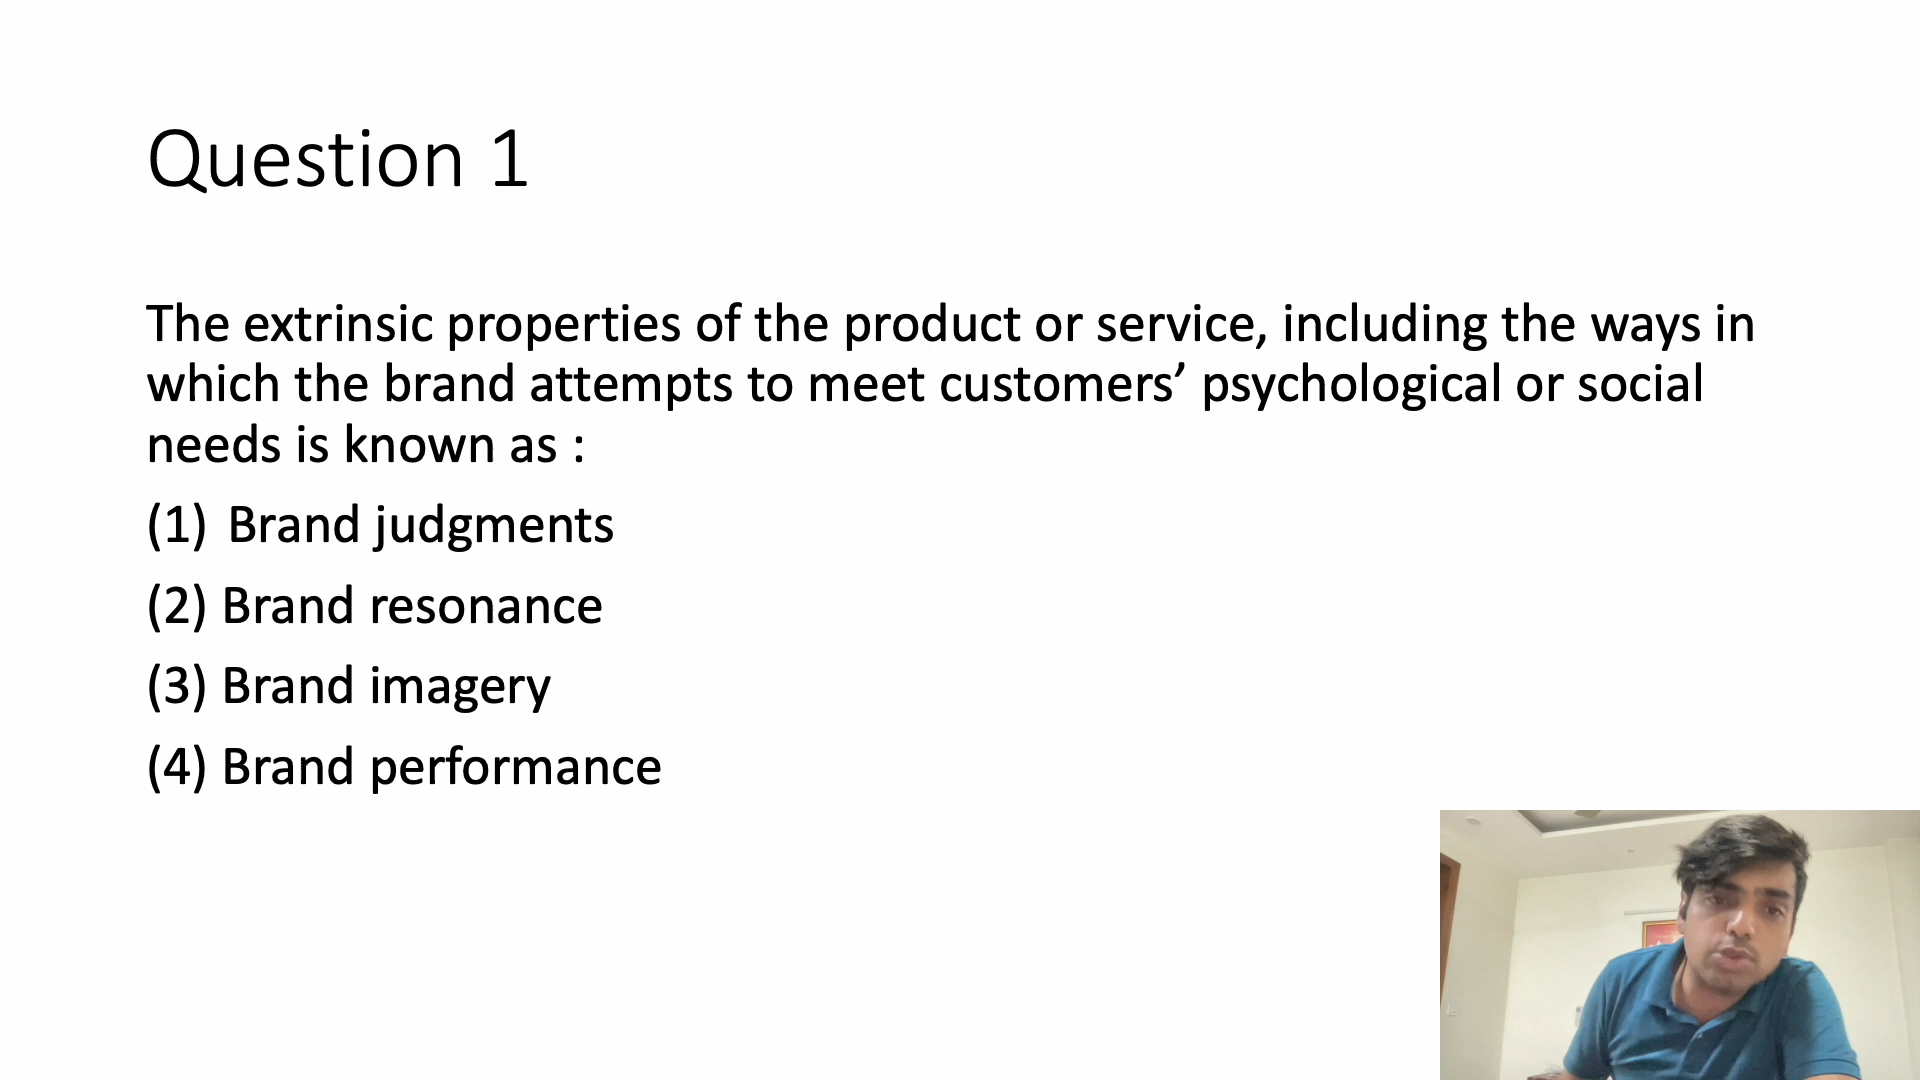 Question 1
The extrinsic properties of the product or service, including the ways in
which the brand attempts to meet customers’ psychological or social
needs is known as :
(1) Brand judgments
(2) Brand resonance
(3) Brand imagery
(4) Brand performance